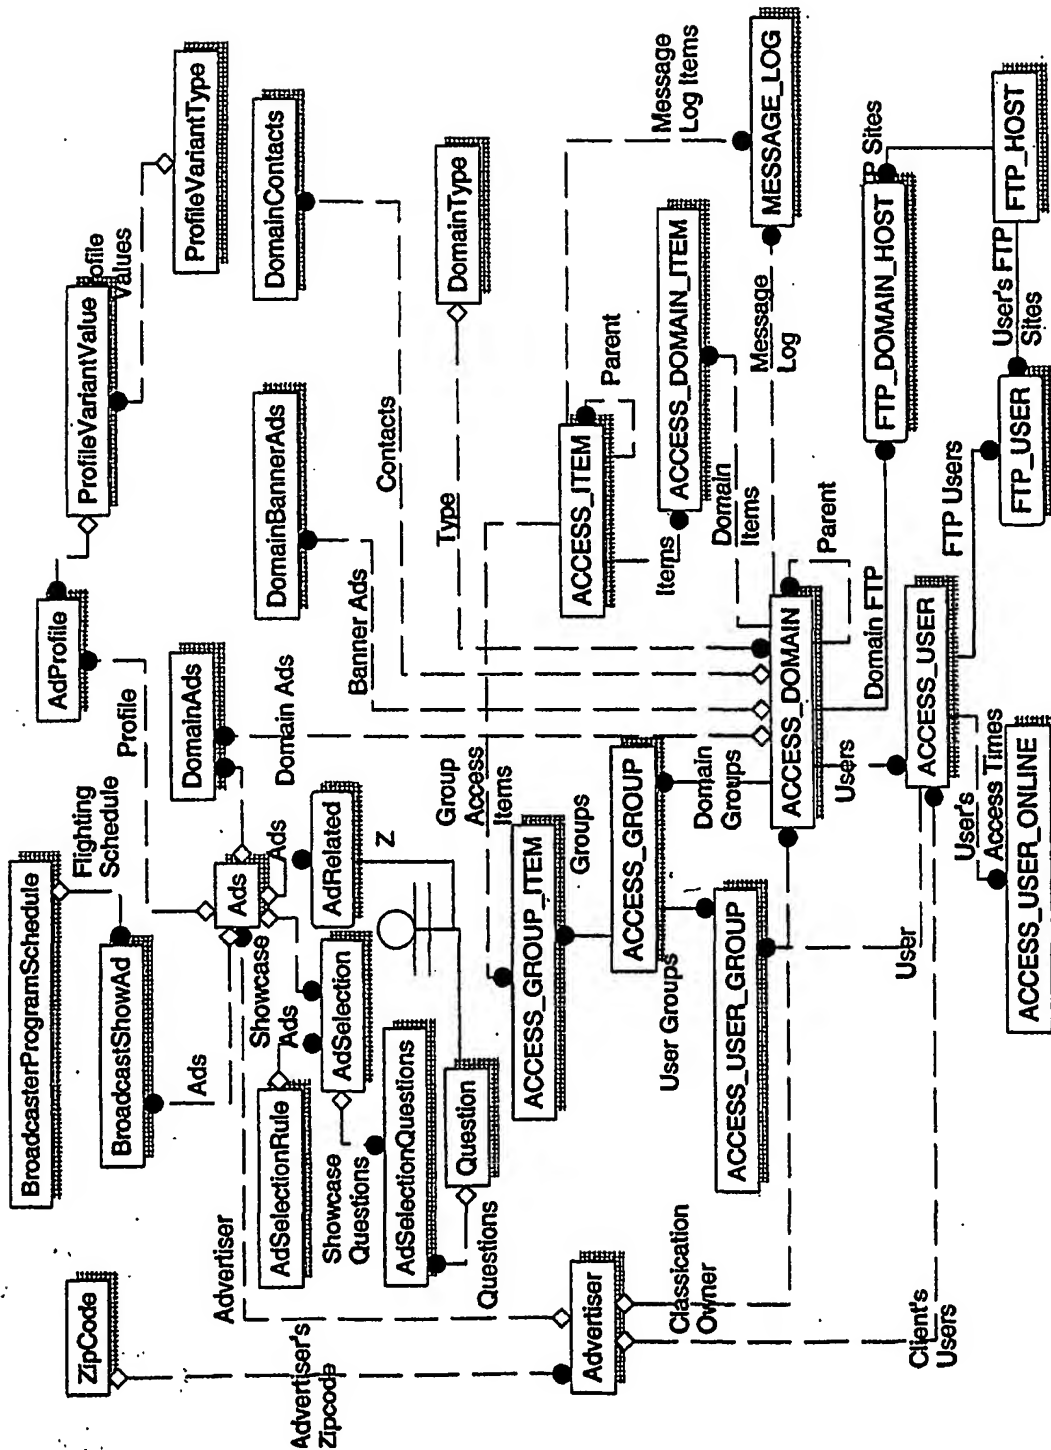 ZipCode
BroadcasterProgramSchedule
AdProfile
ProfileVariantValue
rofile
Values
ProfileVariantType
Flighting
Schedule
BroadcastShowAd
Profile
DomainAds
Advertiser
Ads
Ads
Advertiser's
Zipcode
AdSelectionRule
Showcase
Ads
Ads
Domain Ads
DomainBannerAds
DomainContacts
Showcase
Questions
AdSelection
AdRelated
Banner Ads
Contacts
AdSelectionQuestions
Z
Questions
Question
Type
DomainType
Group
Access
Items
ACCESS_GROUP_ITEM
Groups
Advertiser
ACCESS_ITEM
Parent
Message
Log Items
ACCESS_GROUP
User Groups
Items
ACCESS_DOMAIN_ITEM
Classication
Owner
ACCESS_USER_GROUP
Domain
Groups
Domain
Items
Message
Log
MESSAGE_LOG
ACCESS_DOMAIN
Parent
Users
Domain FTP
FTP_DOMAIN_HOST
P Sites
Client's
Users
User
ACCESS_USER
User's
Access Times
FTP Users
User's FTP
Sites
ACCESS_USER_ONLINE
FTP_USER
FTP_HOST